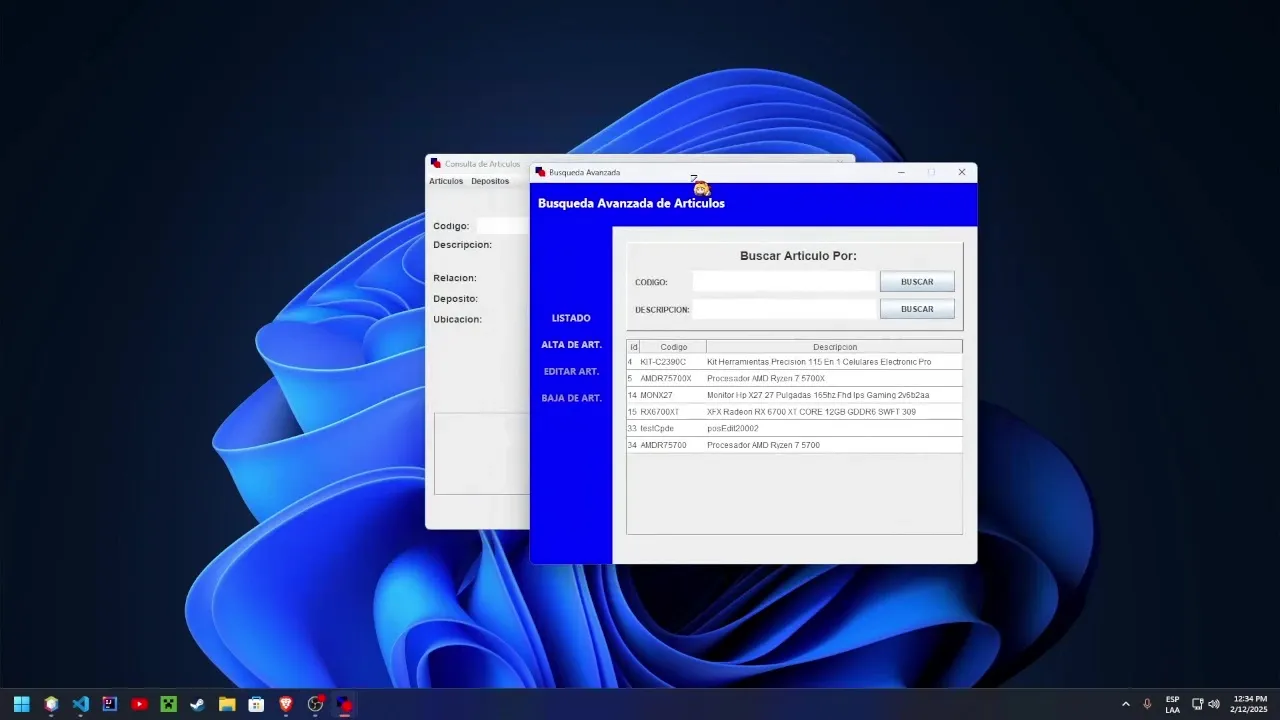 Consulta de Articulos
Articulos Depositos
Codigo:
Descripcion:
Relacion:
Deposito:
Ubicacion:
Busqueda Avanzada
Busqueda Avanzada de Articulos
LISTADO
ALTA DE ART.
EDITAR ART.
BAJA DE ART.
Buscar Articulo Por:
CODIGO: BUSCAR
DESCRIPCION: BUSCAR
Id Codigo Descripcion
4 KIT-C2390C Kit Herramientas Precision 115 En 1 Celulares Electronic Pro
5 AMDR75700X Procesador AMD Ryzen 7 5700X
14 MONX27 Monitor Hp X27 27 Pulgadas 165hz Fhd Ips Gaming 2v6b2aa
15 RX6700XT XFX Radeon RX 6700 XT CORE 12GB GDDR6 SWFT 309
33 testCpde posEdit20002
34 AMDR75700 Procesador AMD Ryzen 7 5700
ESP
LAA
12:34 PM
2/12/2025